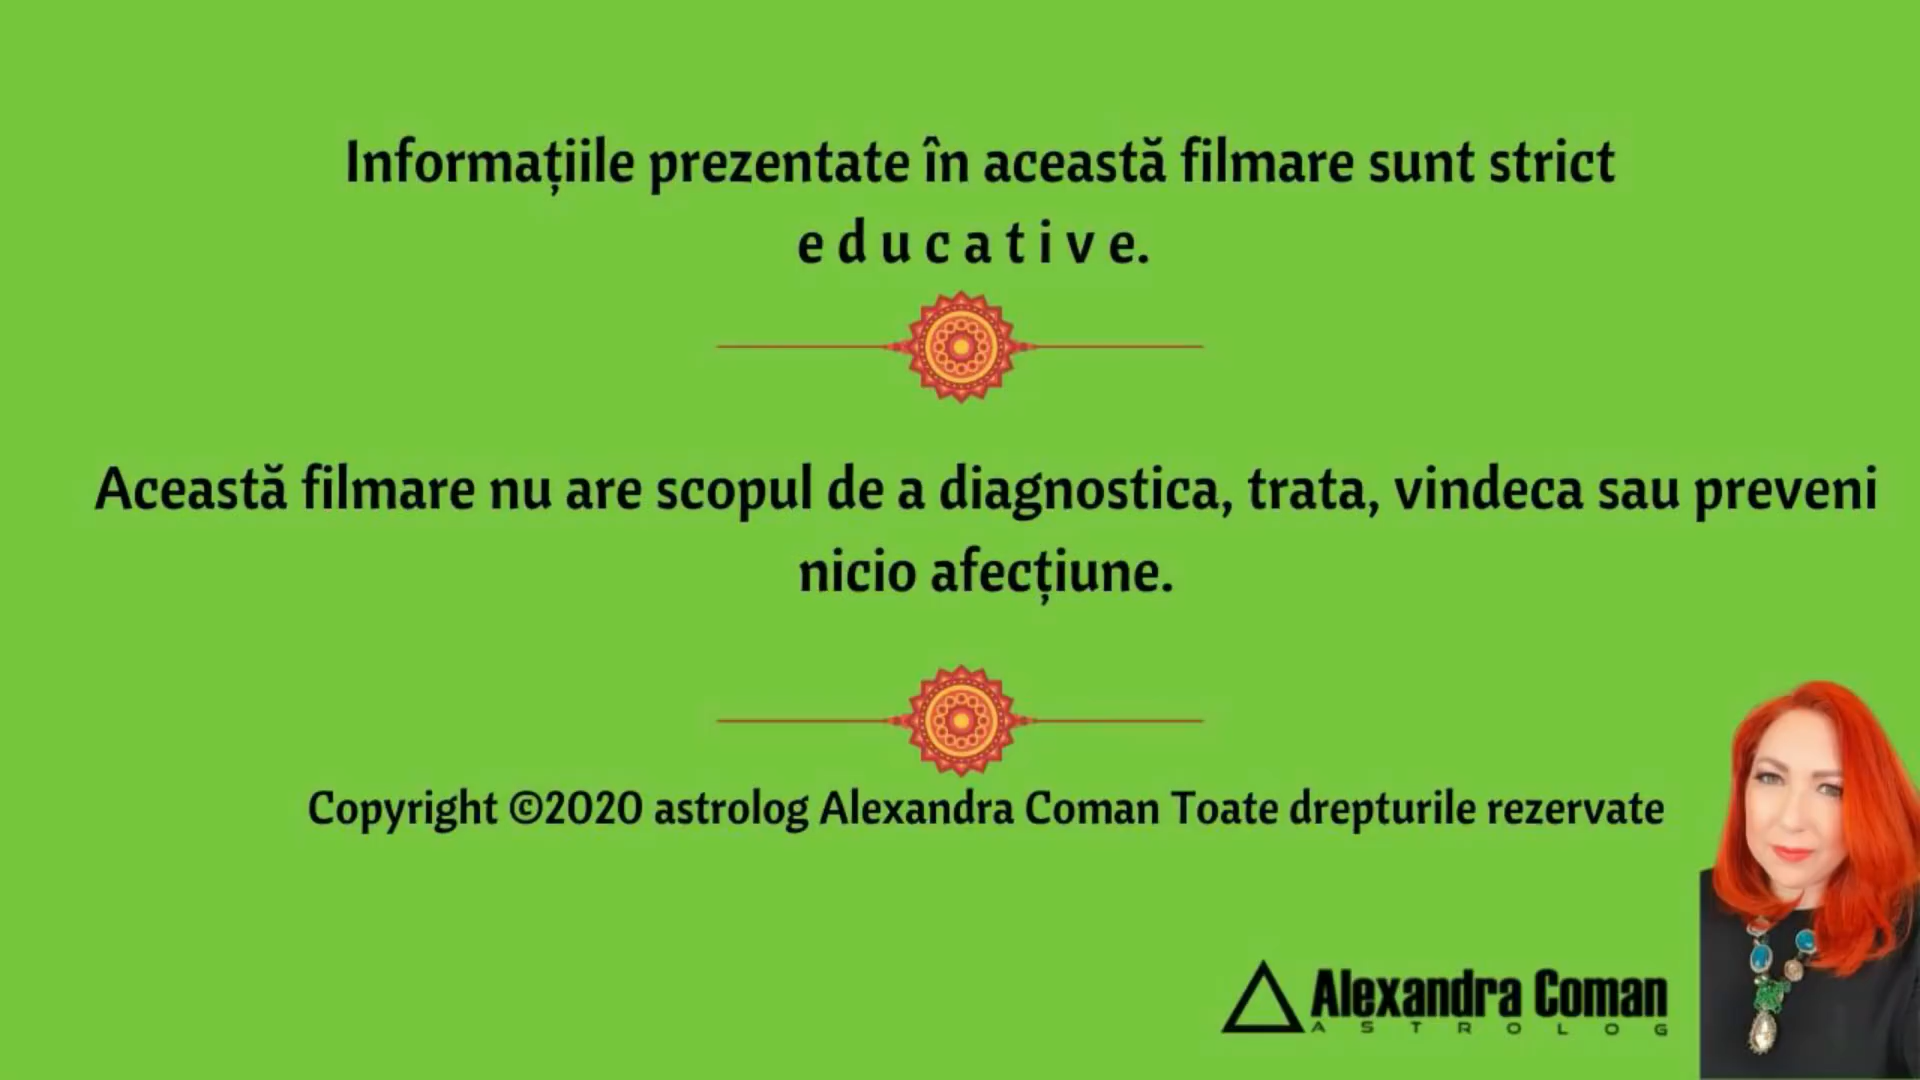 Informațiile prezentate în această filmare sunt strict
e d u c a t i v e.
Această filmare nu are scopul de a diagnostica, trata, vindeca sau preveni
nicio afecțiune.
Copyright ©2020 astrolog Alexandra Coman Toate drepturile rezervate
Alexandra Coman
ASTROLOG